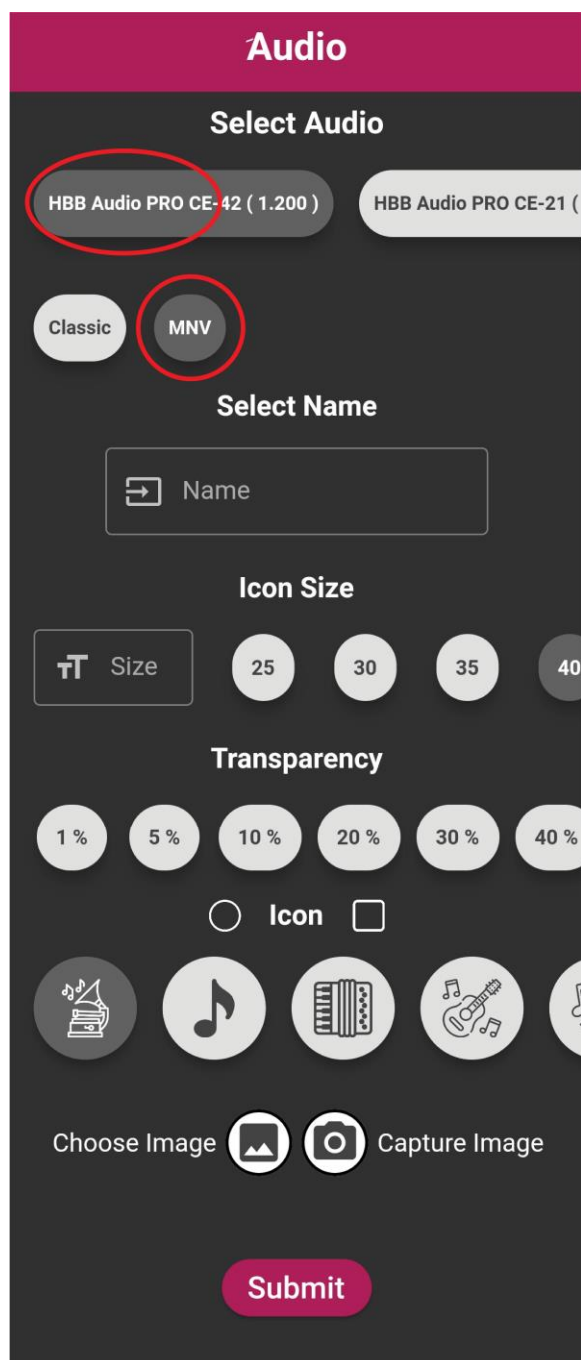 Audio
Select Audio
HBB Audio PRO CE-42 ( 1.200 ) HBB Audio PRO CE-21 (
Classic MNV
Select Name
Name
Icon Size
Size 25 30 35 40
Transparency
1 % 5 % 10 % 20 % 30 % 40 %
Icon
Choose Image Capture Image
Submit